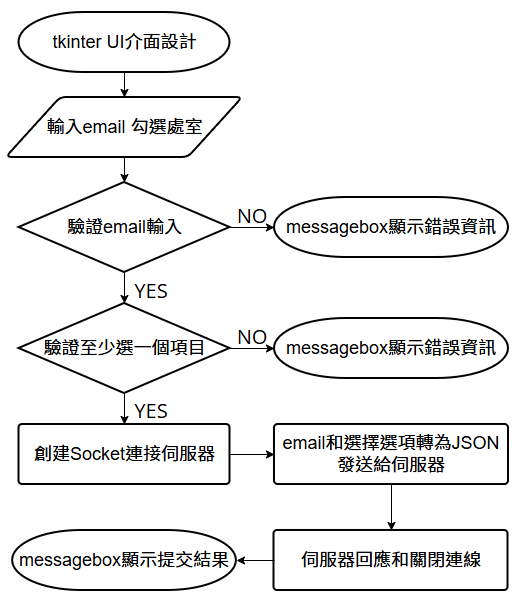 tkinter UI介面設計
輸入email 勾選處室
驗證email輸入
NO
messagebox顯示錯誤資訊
YES
驗證至少選一個項目
NO
messagebox顯示錯誤資訊
YES
創建Socket連接伺服器
email和選擇選項轉為JSON
發送給伺服器
伺服器回應和關閉連線
messagebox顯示提交結果